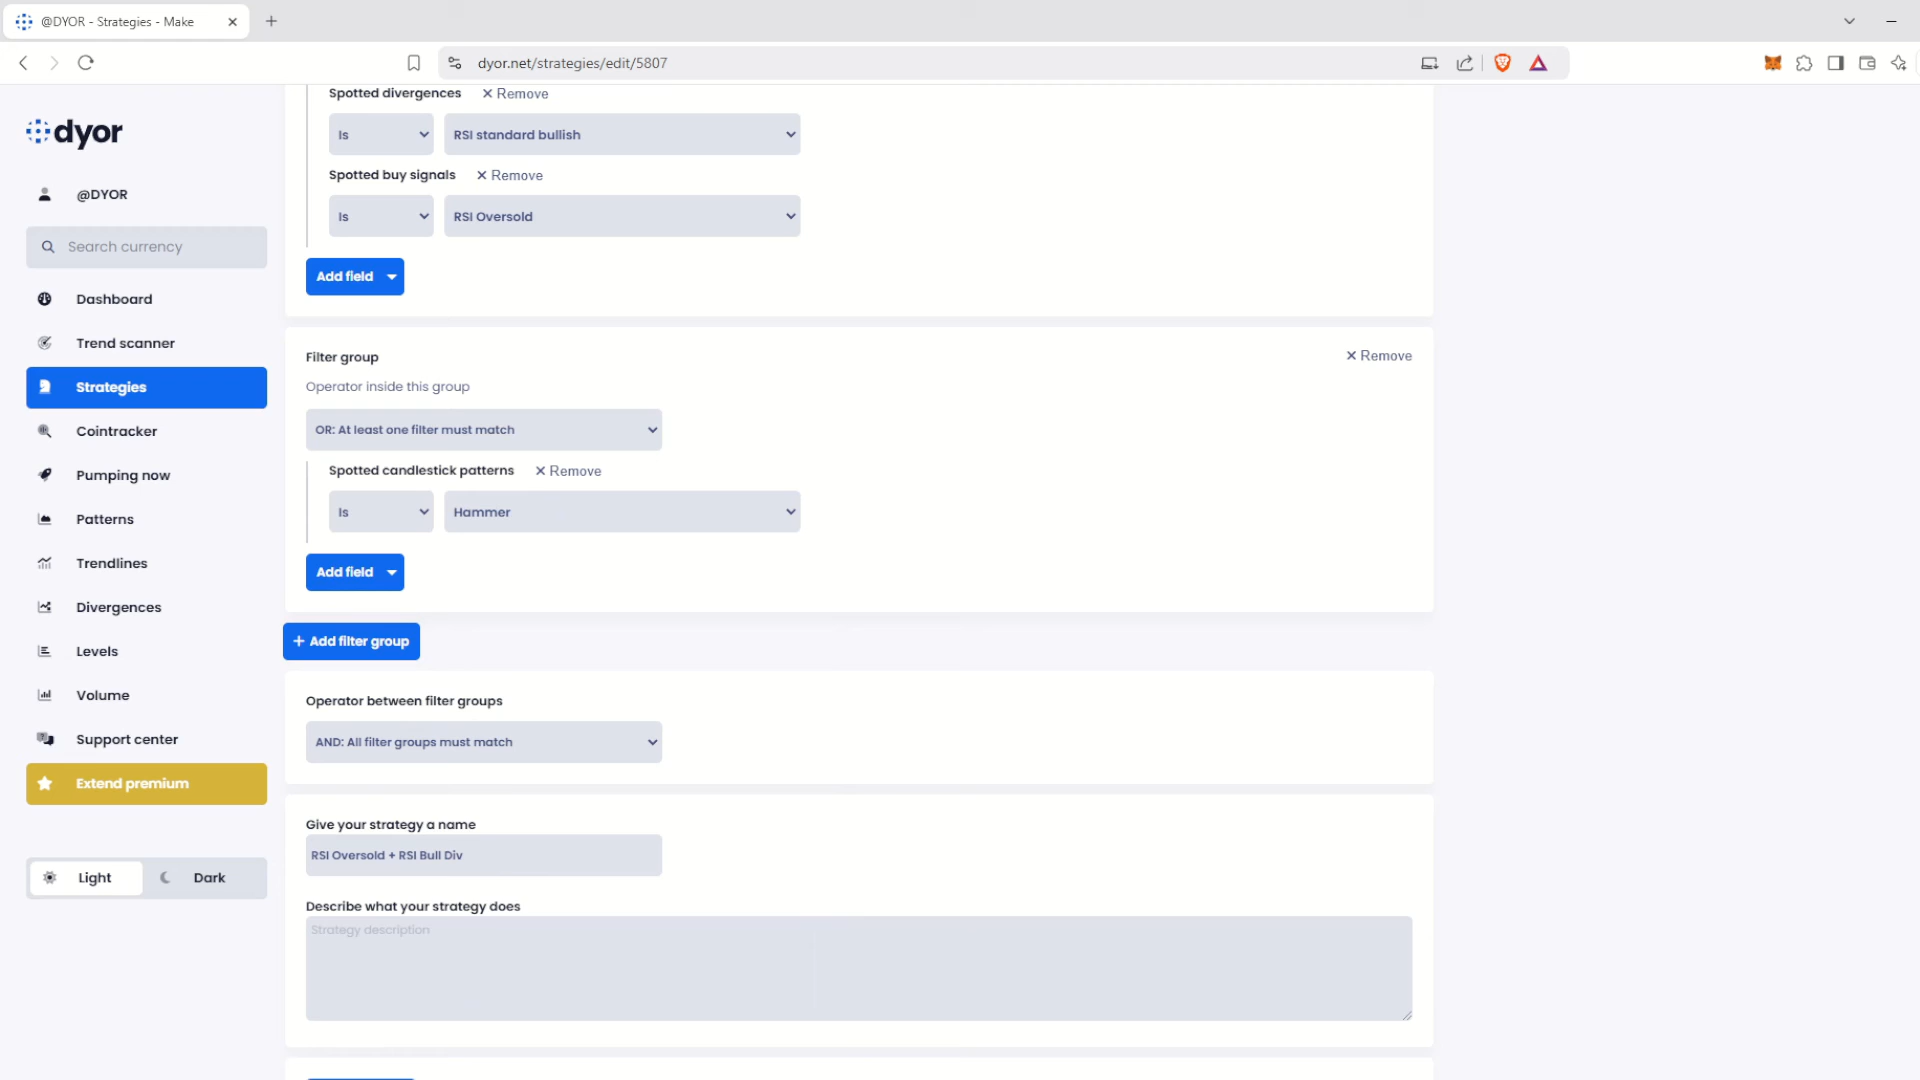 @DYOR - Strategies - Make
dyor.net/strategies/edit/5807
dyor
@DYOR
Search currency
Dashboard
Trend scanner
Strategies
Cointracker
Pumping now
Patterns
Trendlines
Divergences
Levels
Volume
Support center
Extend premium
Light
Dark
Spotted divergences
Remove
Is
RSI standard bullish
Spotted buy signals
Remove
Is
RSI Oversold
Add field
Filter group
Remove
Operator inside this group
OR: At least one filter must match
Spotted candlestick patterns
Remove
Is
Hammer
Add field
+ Add filter group
Operator between filter groups
AND: All filter groups must match
Give your strategy a name
RSI Oversold + RSI Bull Div
Describe what your strategy does
Strategy description